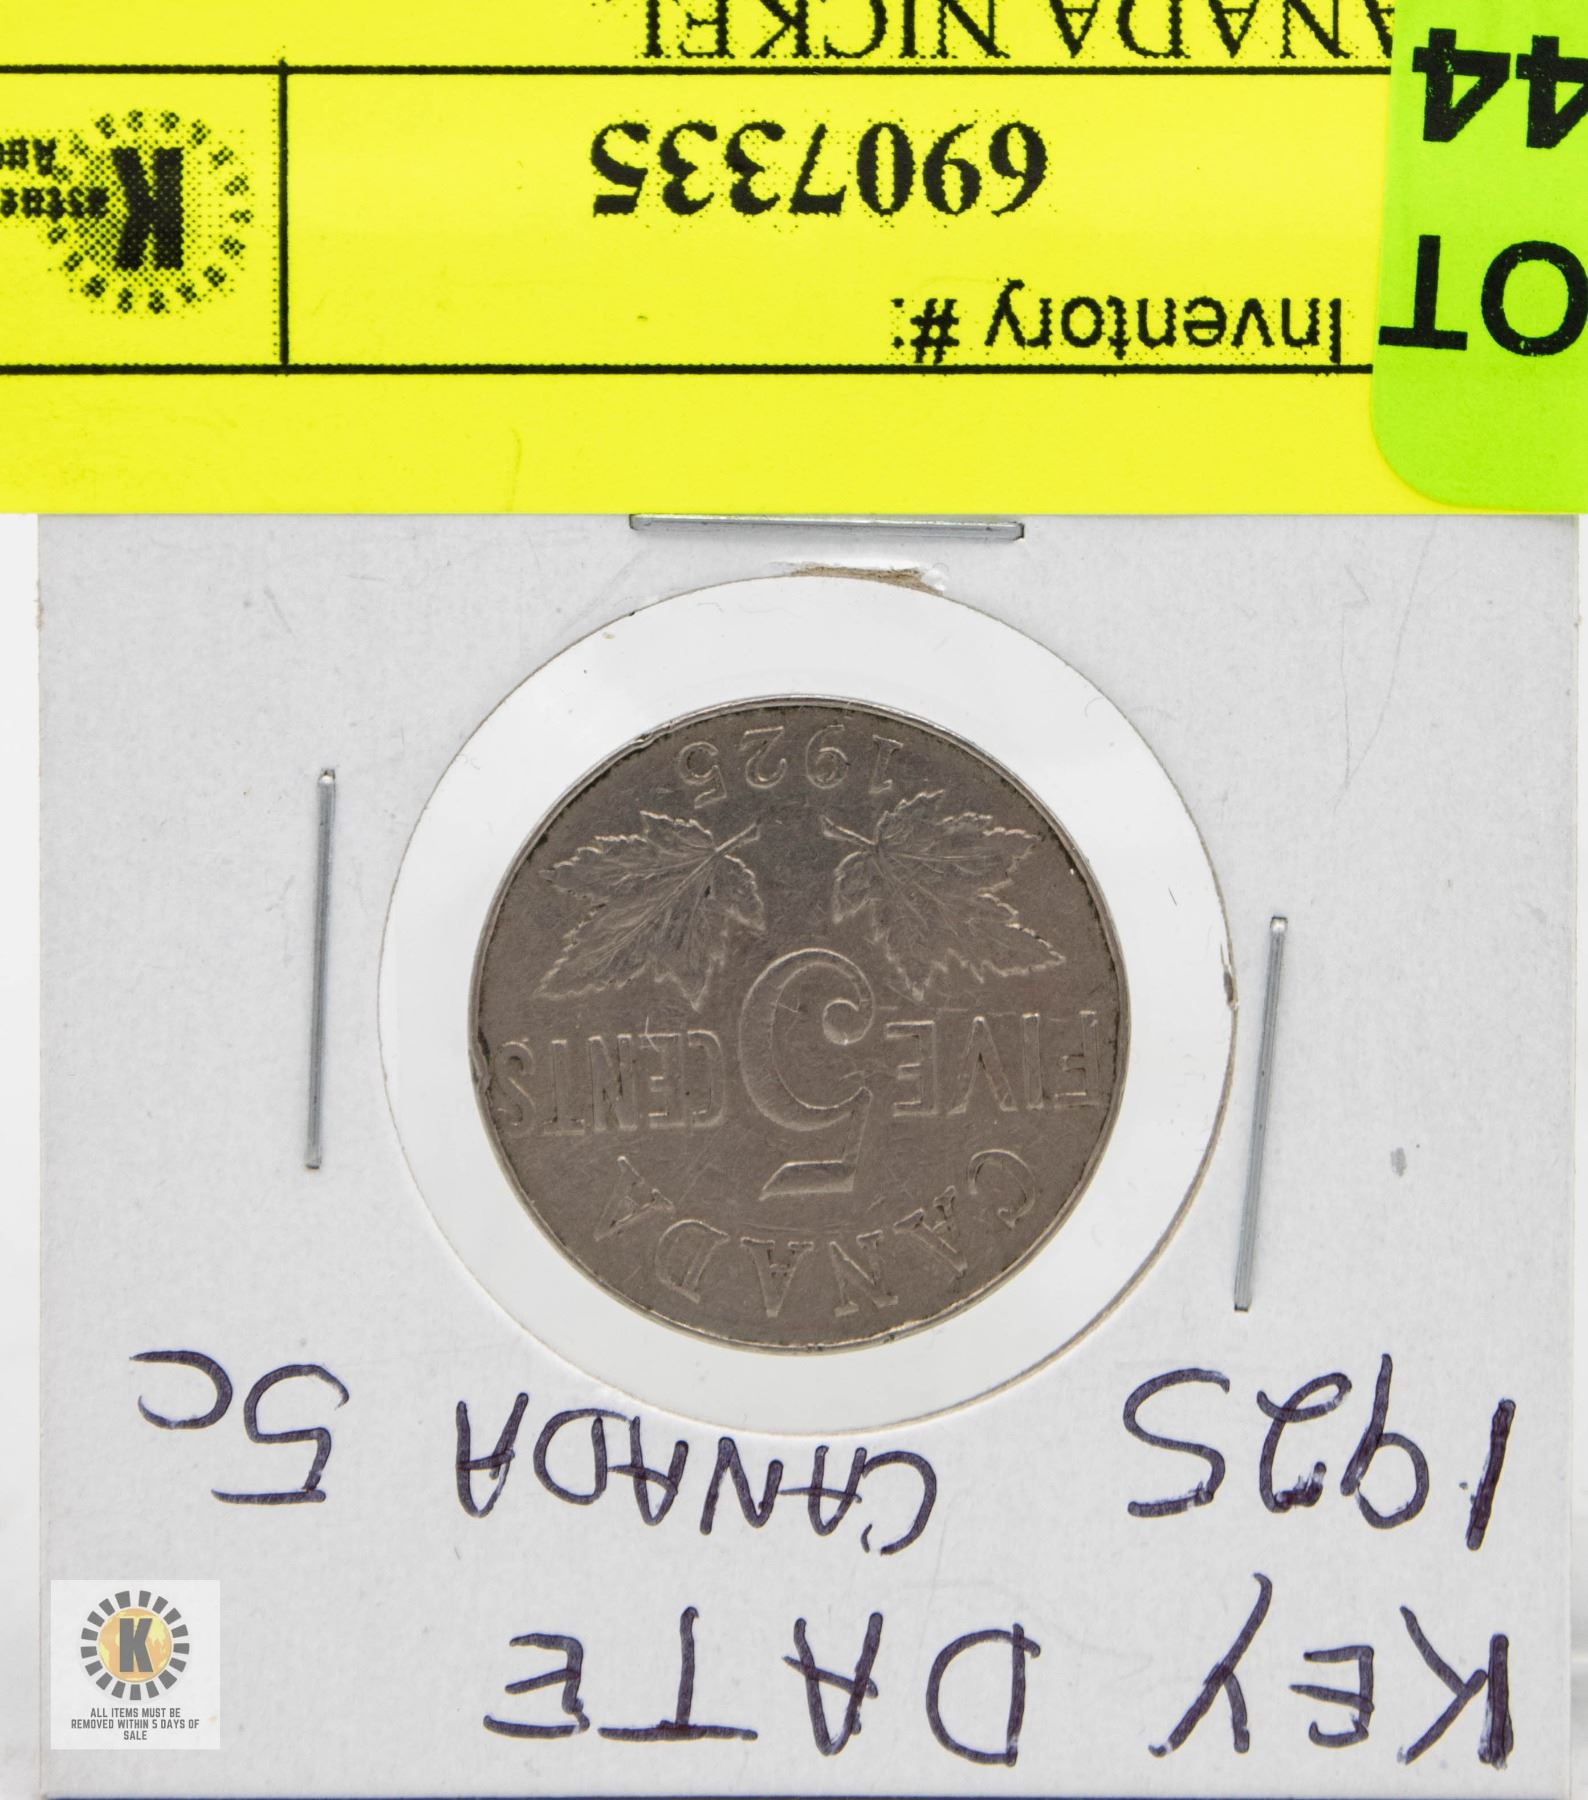 KEY DATE
1925 CANADA 5C
CANADA
FIVE 5 CENTS
1925
Inventory #:
6907335
ANADA NICKEL
OT
44
K
K
ALL ITEMS MUST BE
REMOVED WITHIN 5 DAYS OF
SALE